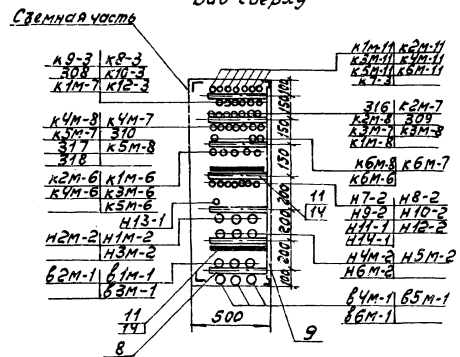 Вид сверху
Съемная часть
к9-3 к8-3
308 к10-3
к1м-7 к12-3
к4м-8 к4м-7
к5м-7 310
317 к5м-8
318
к2м-6 к1м-6
к4м-6 к3м-6
к5м-6
н13-1
н2м-2 н1м-2
н3м-2
в2м-1 в1м-1
в3м-1
11
14
8
к1м-11 к2м-11
к3м-11 к4м-11
к5м-11 к6м-11
к7-3
316 к2м-7
к2м-8 309
к3м-7 к3м-8
к1м-8
к6м-8 к6м-7
к6м-6
11
14
н7-2 н8-2
н9-2 н10-2
н11-1 н12-2
н14-1
н4м-2 н5м-2
н6м-2
в4м-1 в5м-1
в6м-1
9
100
150
150
150
200
200
200
100
500